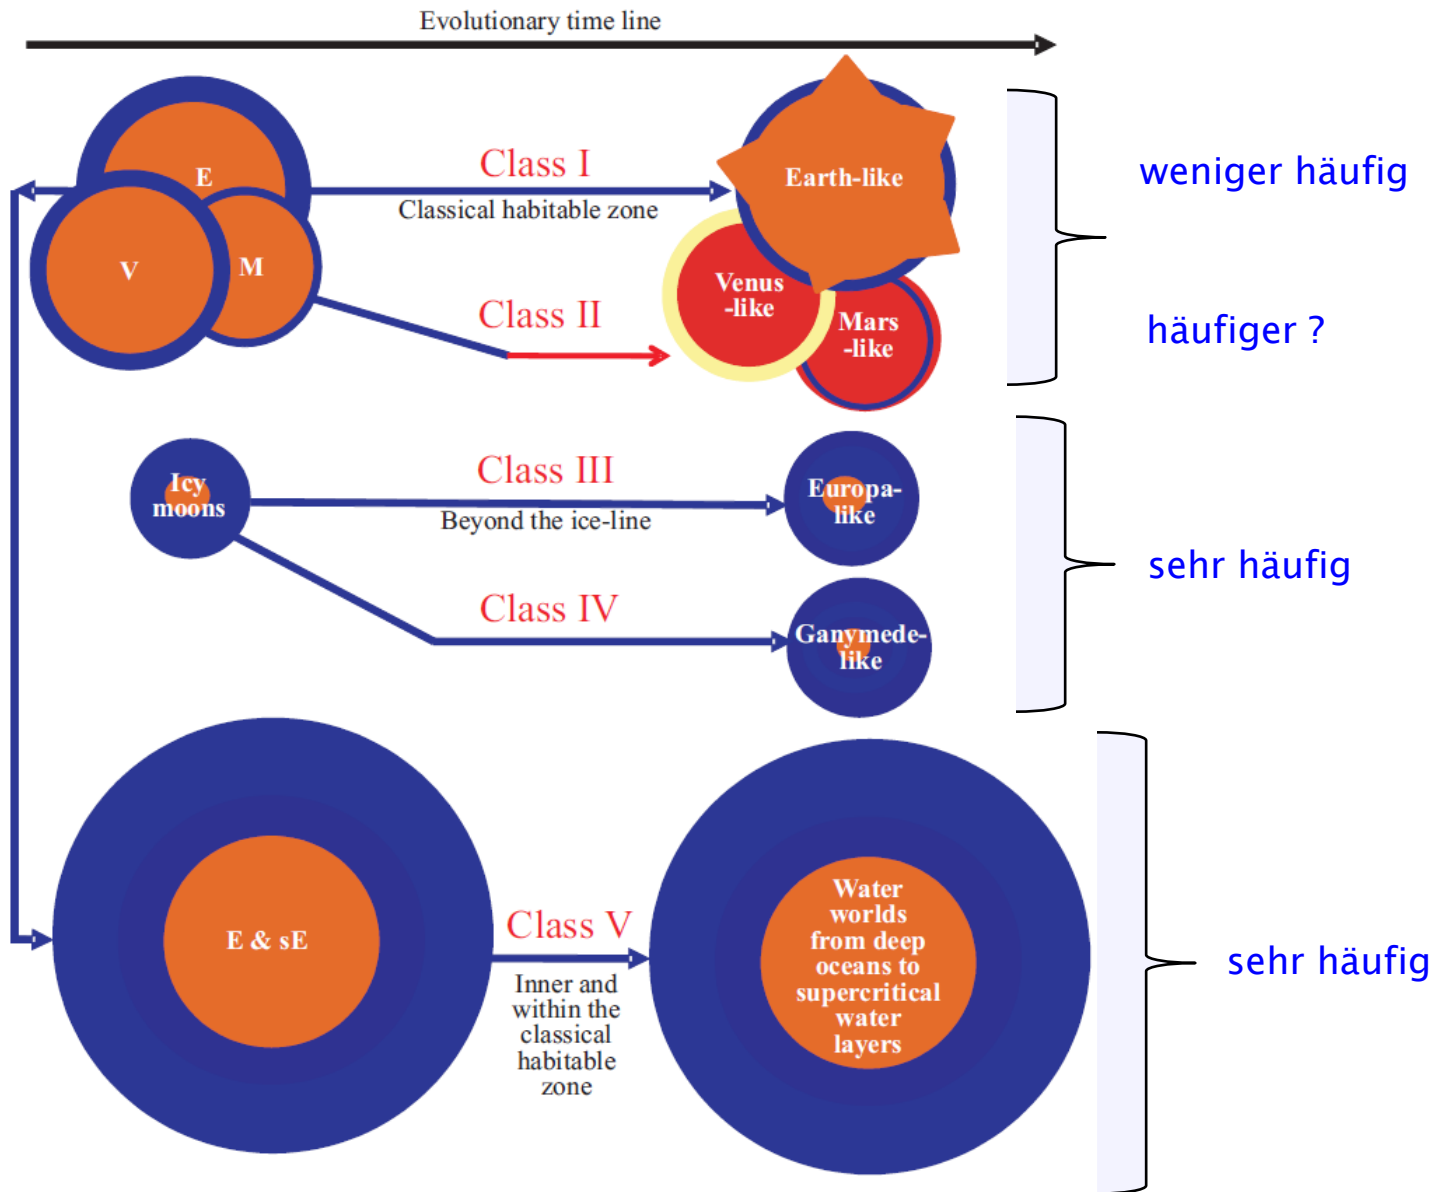 Evolutionary time line
E
V
M
Class I
Classical habitable zone
Class II
Earth-like
Venus
-like
Mars
-like
weniger häufig
häufiger ?
Icy
moons
Class III
Beyond the ice-line
Class IV
Europa-
like
Ganymede-
like
sehr häufig
E & sE
Class V
Inner and
within the
classical
habitable
zone
Water
worlds
from deep
oceans to
supercritical
water
layers
sehr häufig